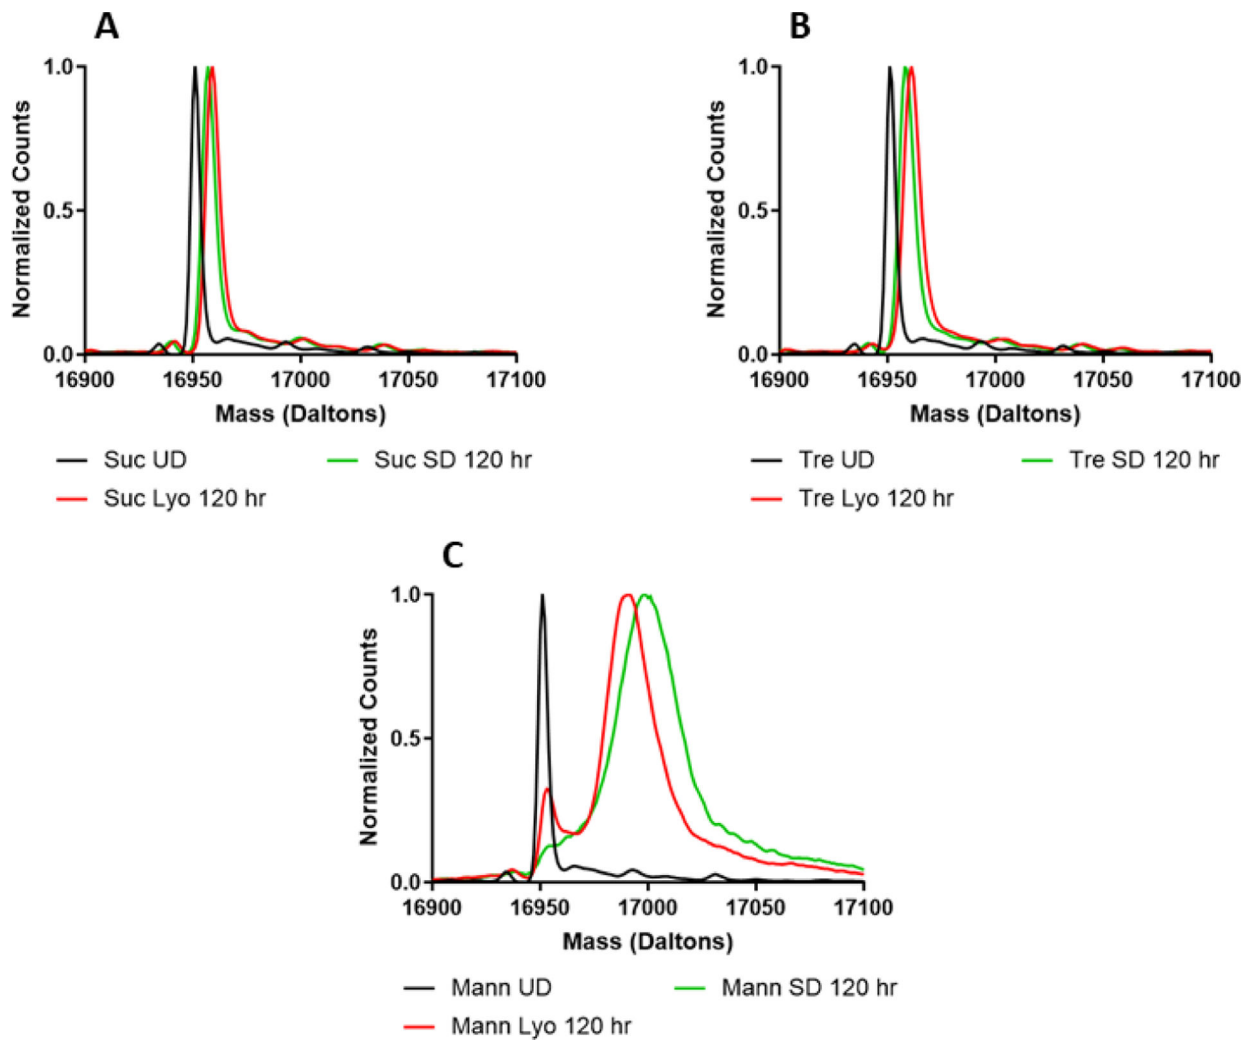 A
Normalized Counts
1.0
0.5
0.0
16900 16950 17000 17050 17100
Mass (Daltons)
Suc UD
Suc SD 120 hr
Suc Lyo 120 hr
B
Normalized Counts
1.0
0.5
0.0
16900 16950 17000 17050 17100
Mass (Daltons)
Tre UD
Tre SD 120 hr
Tre Lyo 120 hr
C
Normalized Counts
1.0
0.5
0.0
16900 16950 17000 17050 17100
Mass (Daltons)
Mann UD
Mann SD 120 hr
Mann Lyo 120 hr